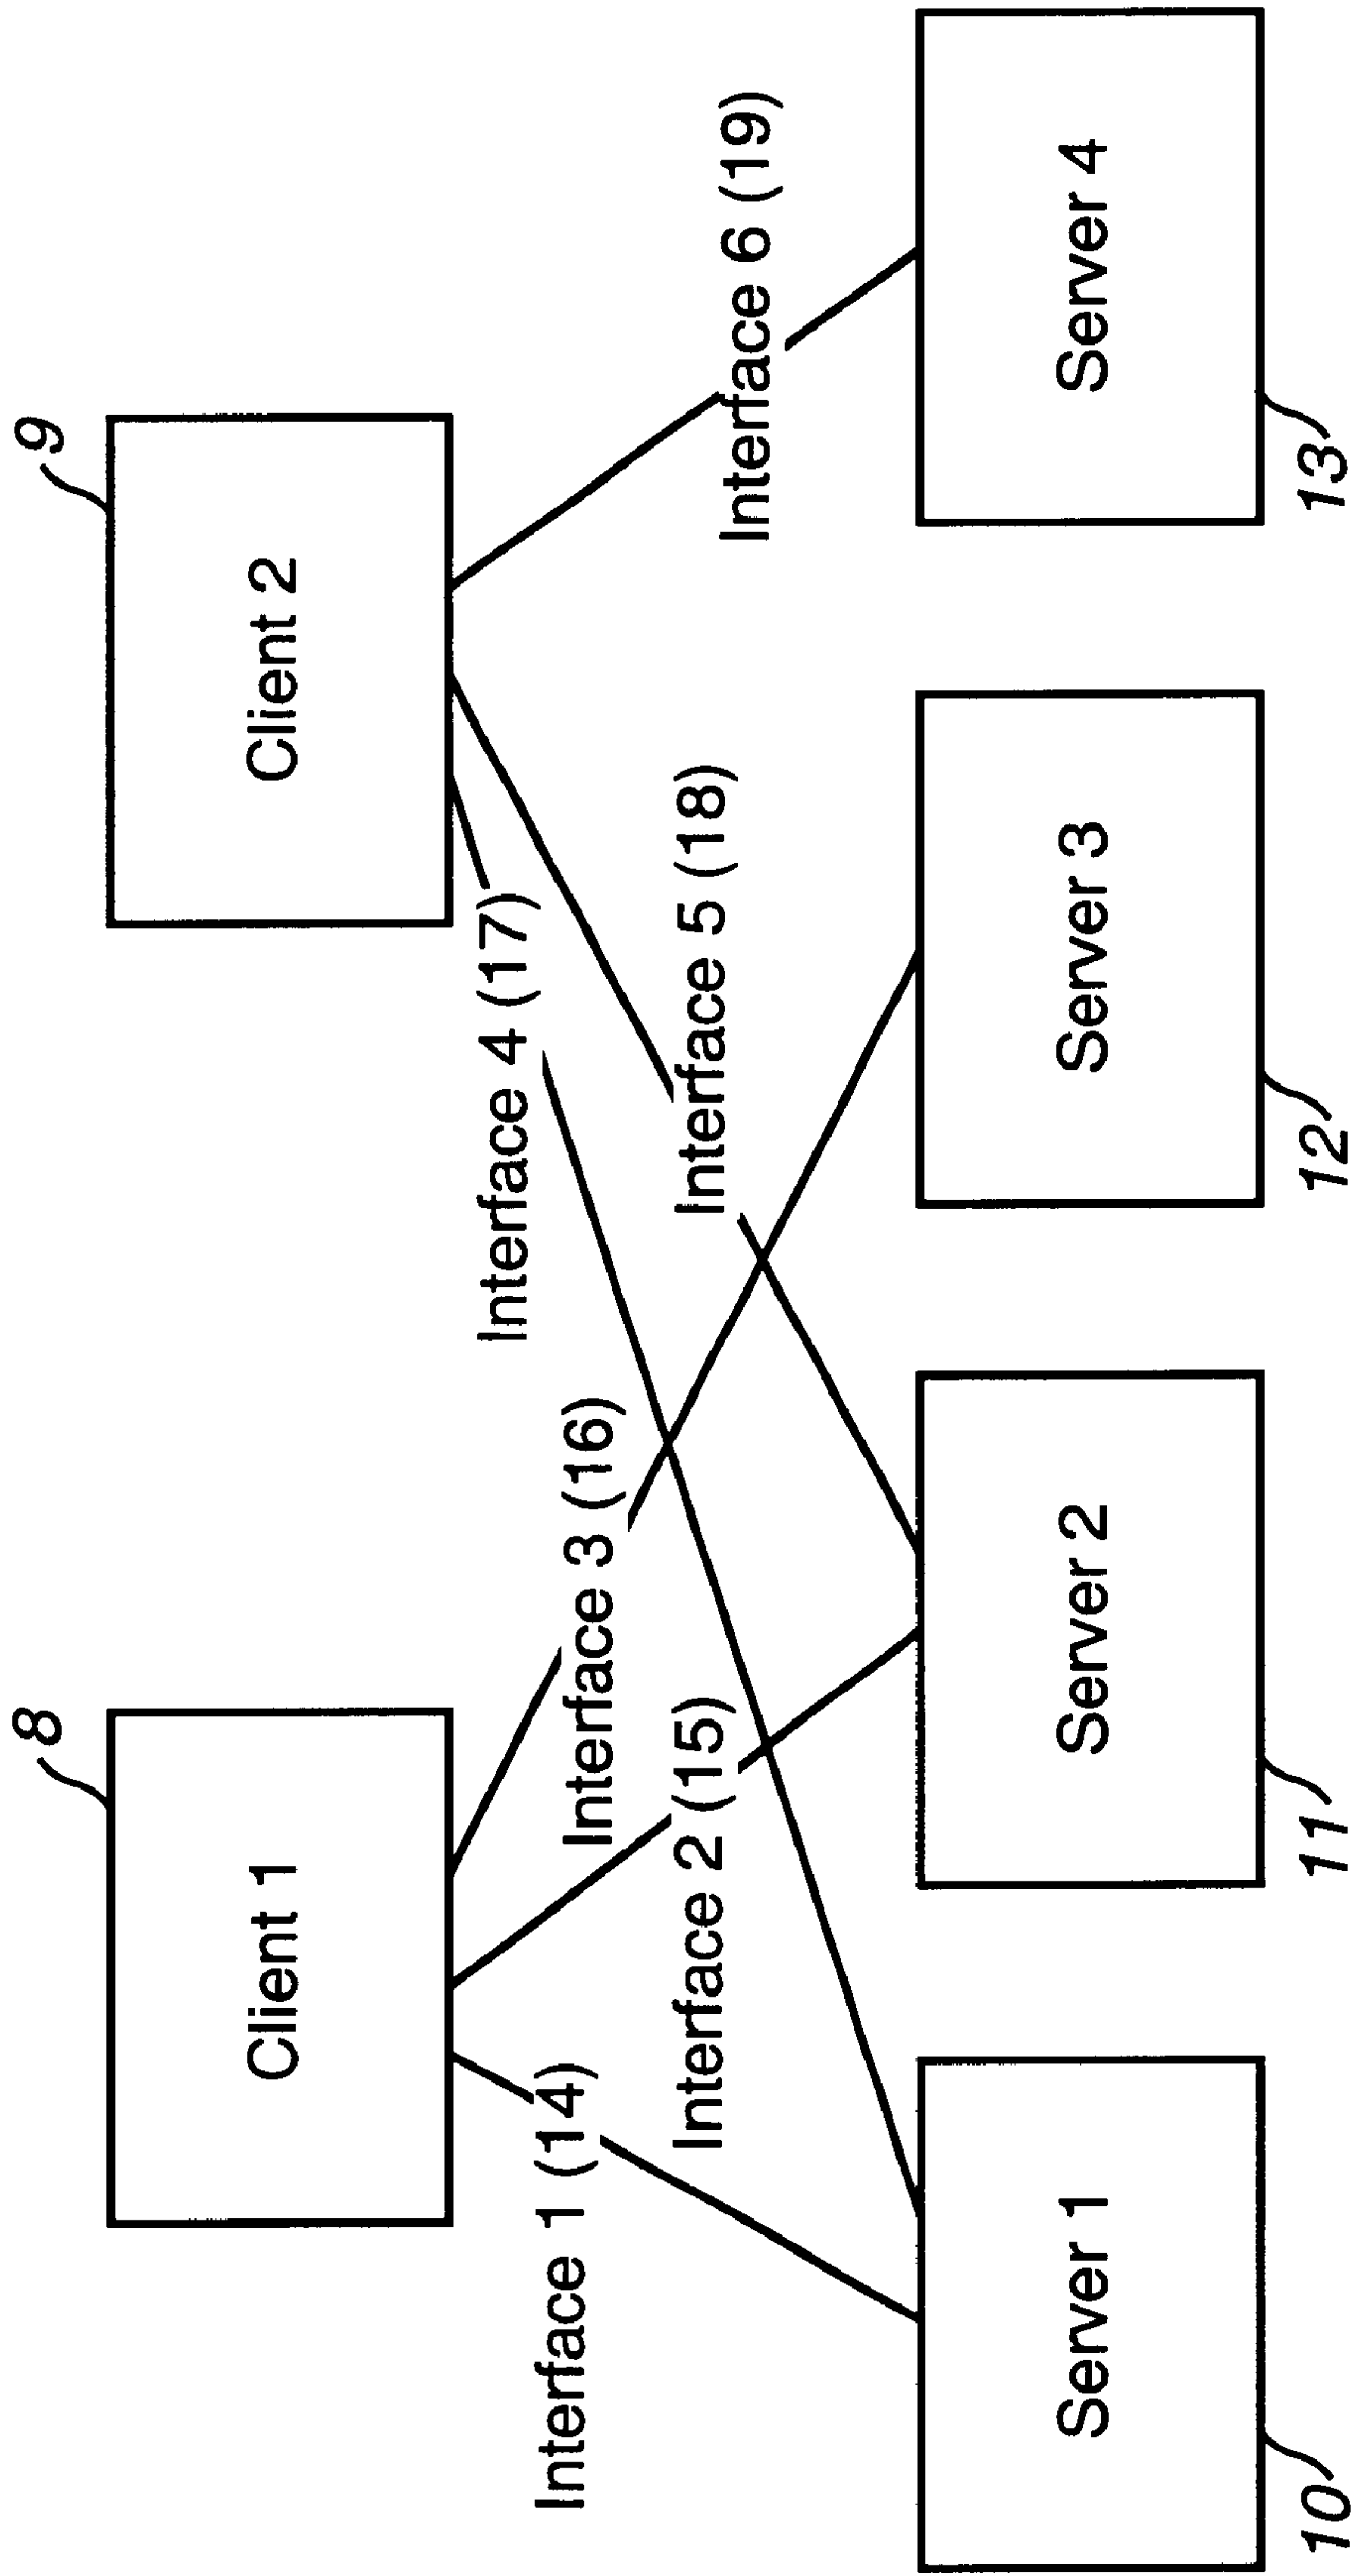 8
9
Client 1
Client 2
Interface 1 (14)
Interface 3 (16)
Interface 4 (17)
Interface 2 (15)
Interface 5 (18)
Interface 6 (19)
Server 1
Server 2
Server 3
Server 4
10
11
12
13